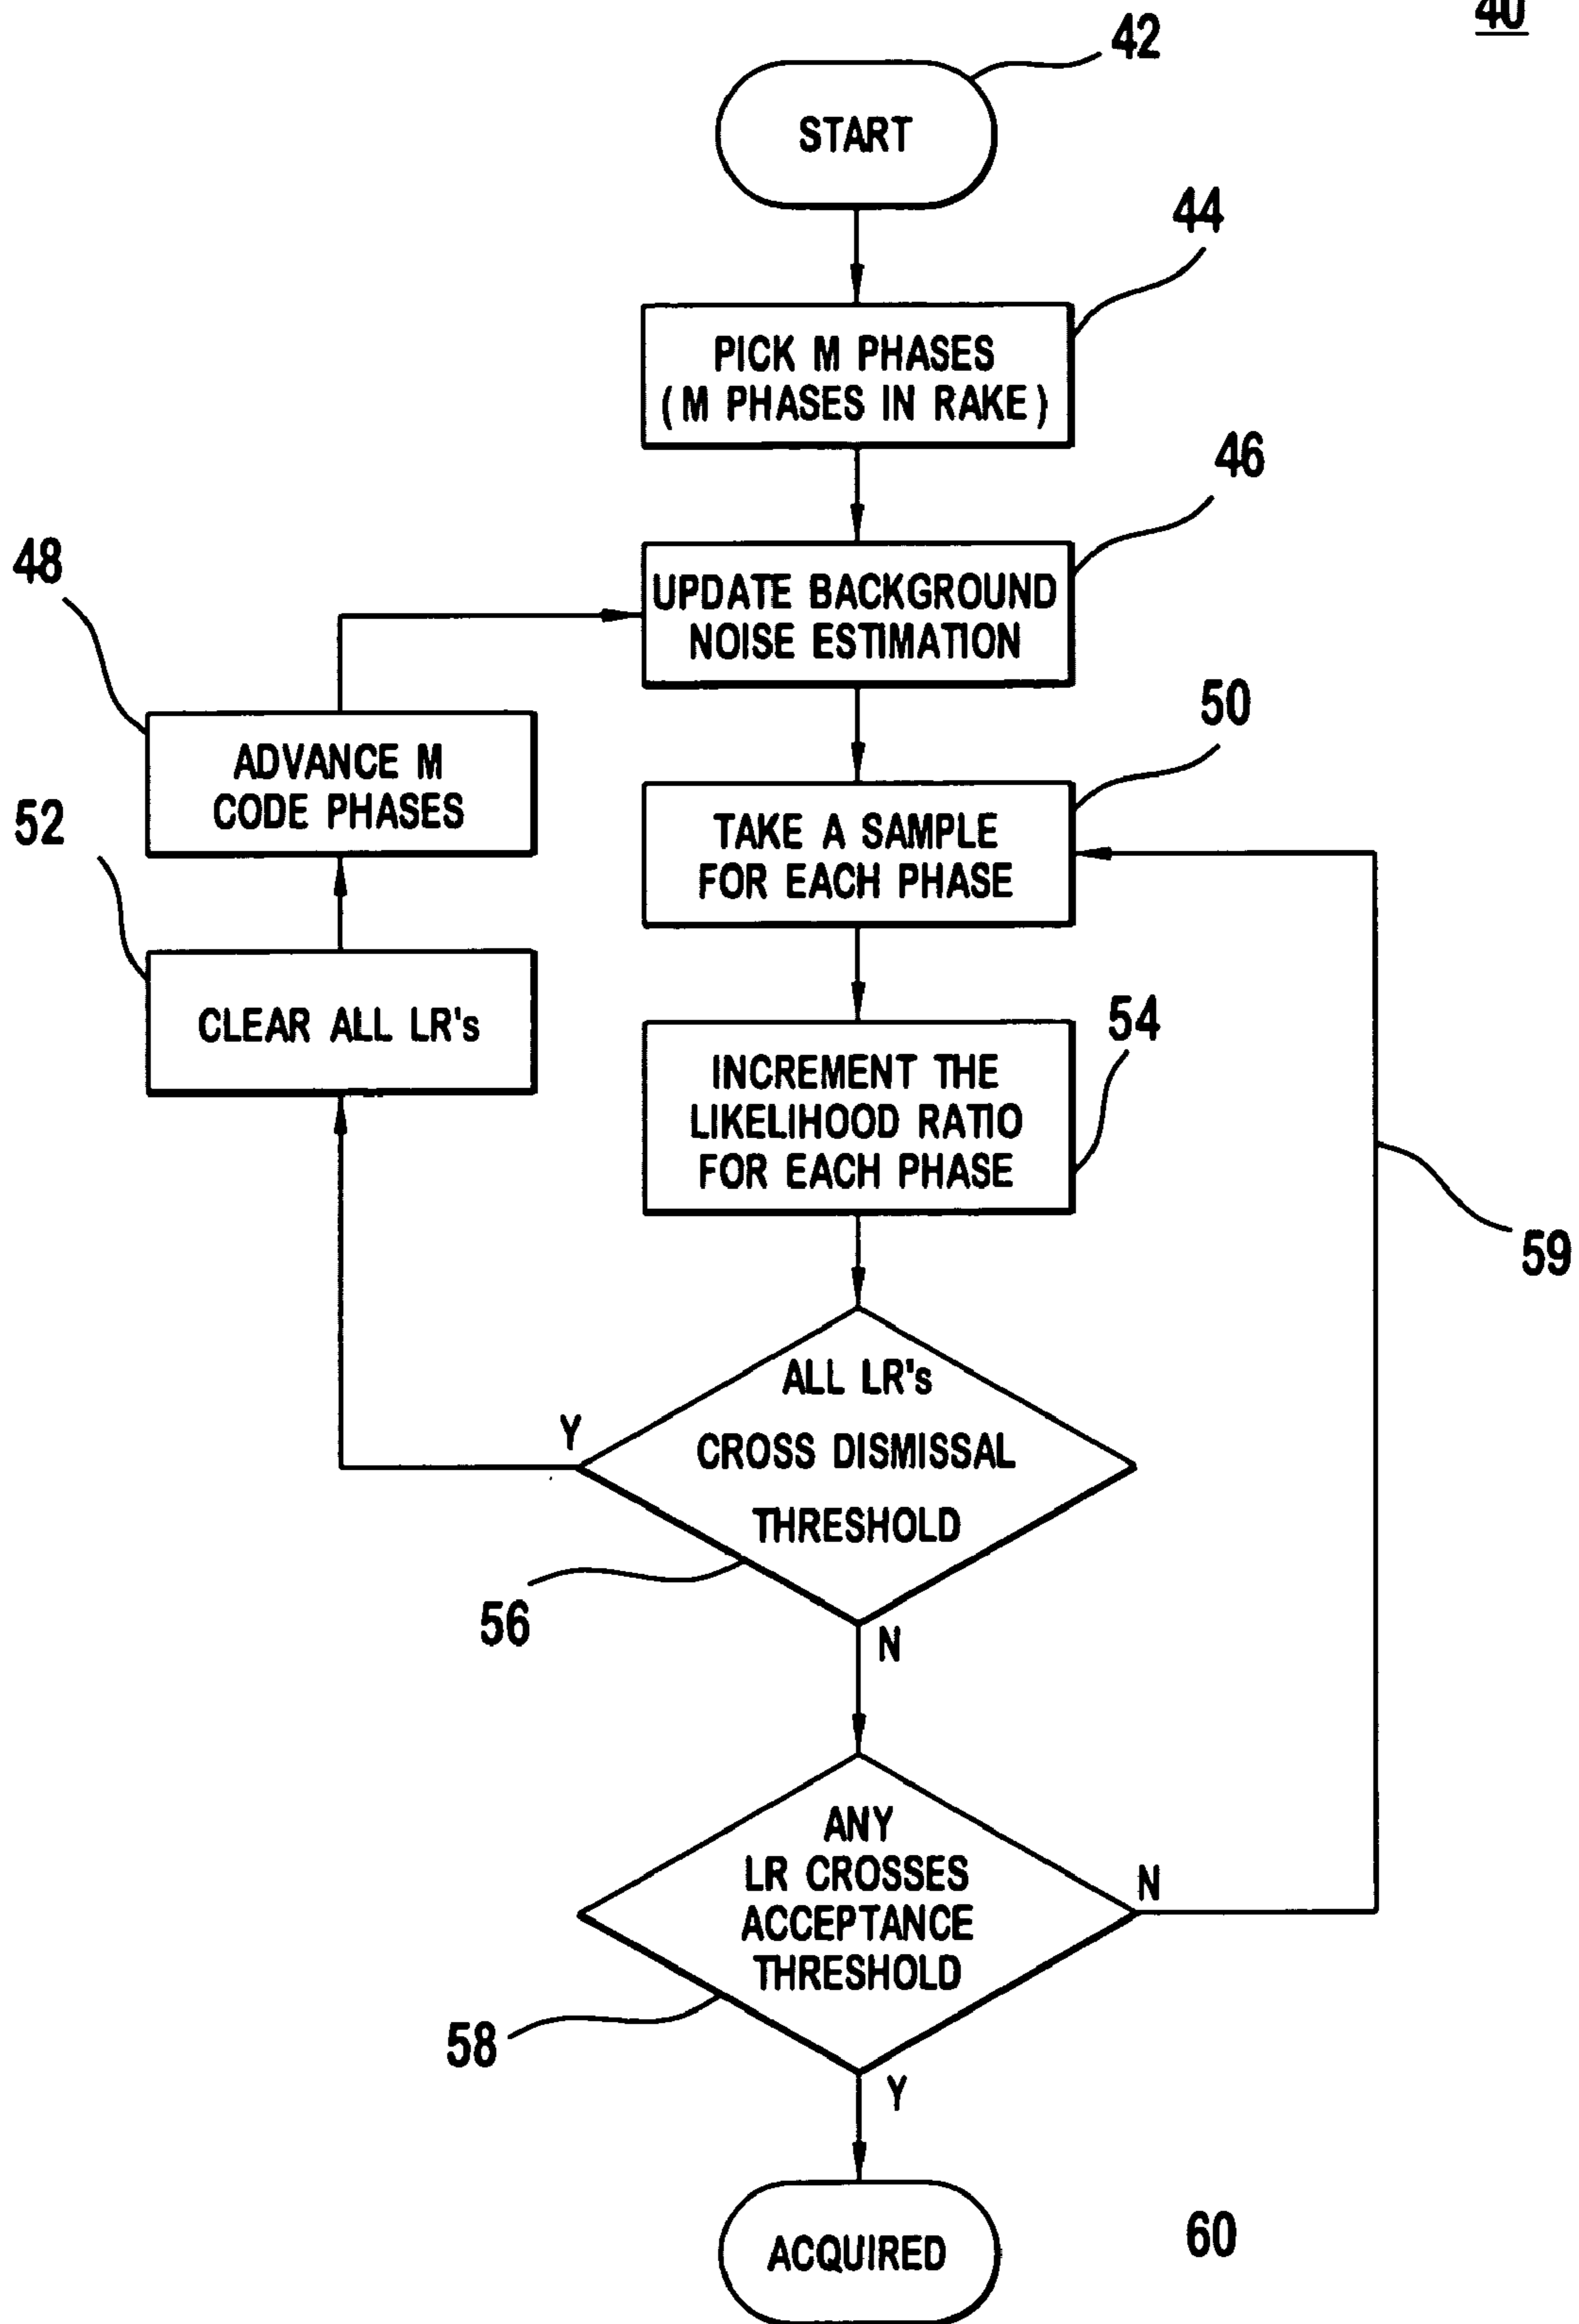 40
42
START
44
PICK M PHASES
(M PHASES IN RAKE)
46
UPDATE BACKGROUND
NOISE ESTIMATION
48
ADVANCE M
CODE PHASES
50
TAKE A SAMPLE
FOR EACH PHASE
52
CLEAR ALL LR's
54
INCREMENT THE
LIKELIHOOD RATIO
FOR EACH PHASE
59
ALL LR's
CROSS DISMISSAL
THRESHOLD
Y
56
N
ANY
LR CROSSES
ACCEPTANCE
THRESHOLD
N
58
Y
ACQUIRED
60